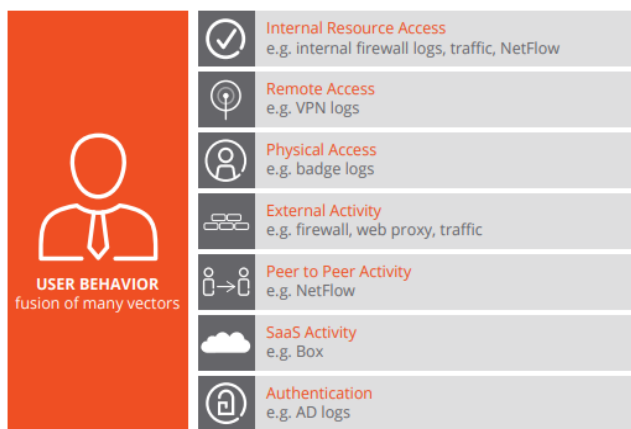 USER BEHAVIOR
fusion of many vectors
Internal Resource Access
e.g. internal firewall logs, traffic, NetFlow
Remote Access
e.g. VPN logs
Physical Access
e.g. badge logs
External Activity
e.g. firewall, web proxy, traffic
Peer to Peer Activity
e.g. NetFlow
SaaS Activity
e.g. Box
Authentication
e.g. AD logs